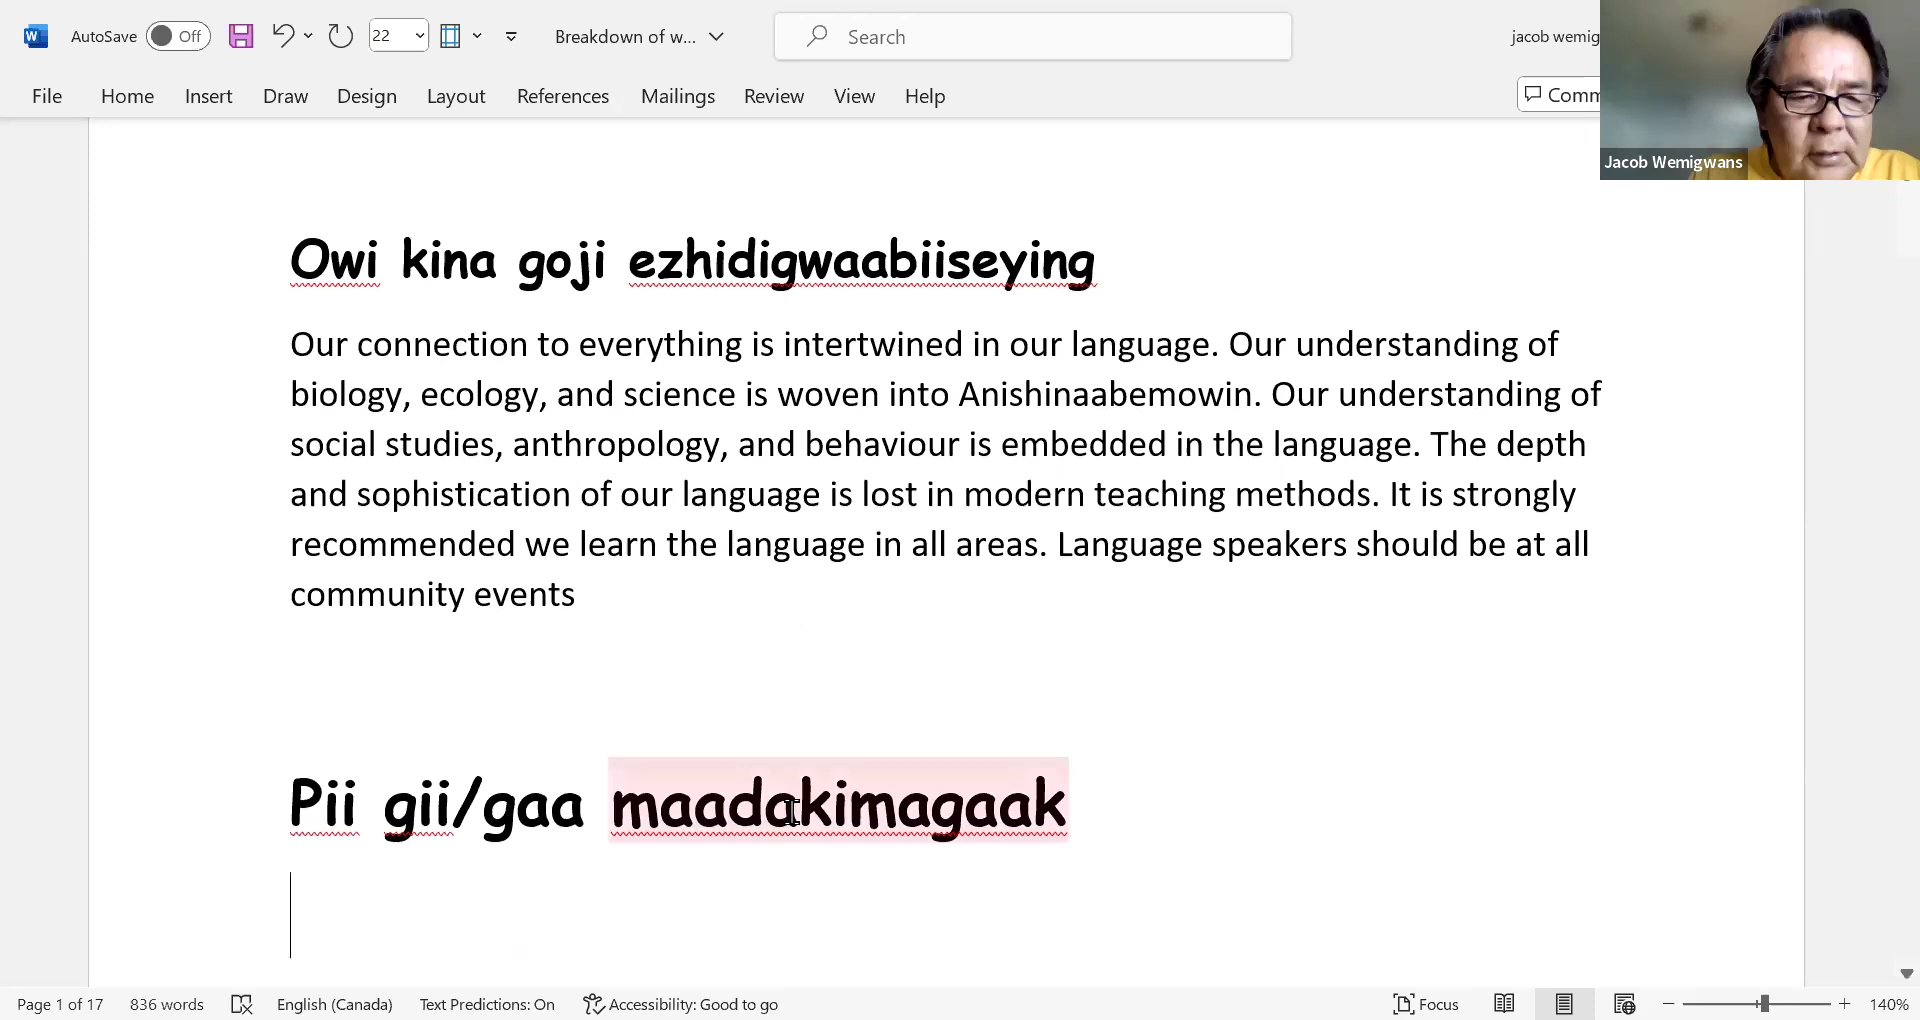 AutoSave Off 22 Breakdown of w... Search jacob wemig
File Home Insert Draw Design Layout References Mailings Review View Help Comm
Jacob Wemigwans
Owi kina goji ezhidigwaabiiseying
Our connection to everything is intertwined in our language. Our understanding of
biology, ecology, and science is woven into Anishinaabemowin. Our understanding of
social studies, anthropology, and behaviour is embedded in the language. The depth
and sophistication of our language is lost in modern teaching methods. It is strongly
recommended we learn the language in all areas. Language speakers should be at all
community events
Pii gii/gaa maadakimagaak
Page 1 of 17 836 words English (Canada) Text Predictions: On Accessibility: Good to go Focus 140%